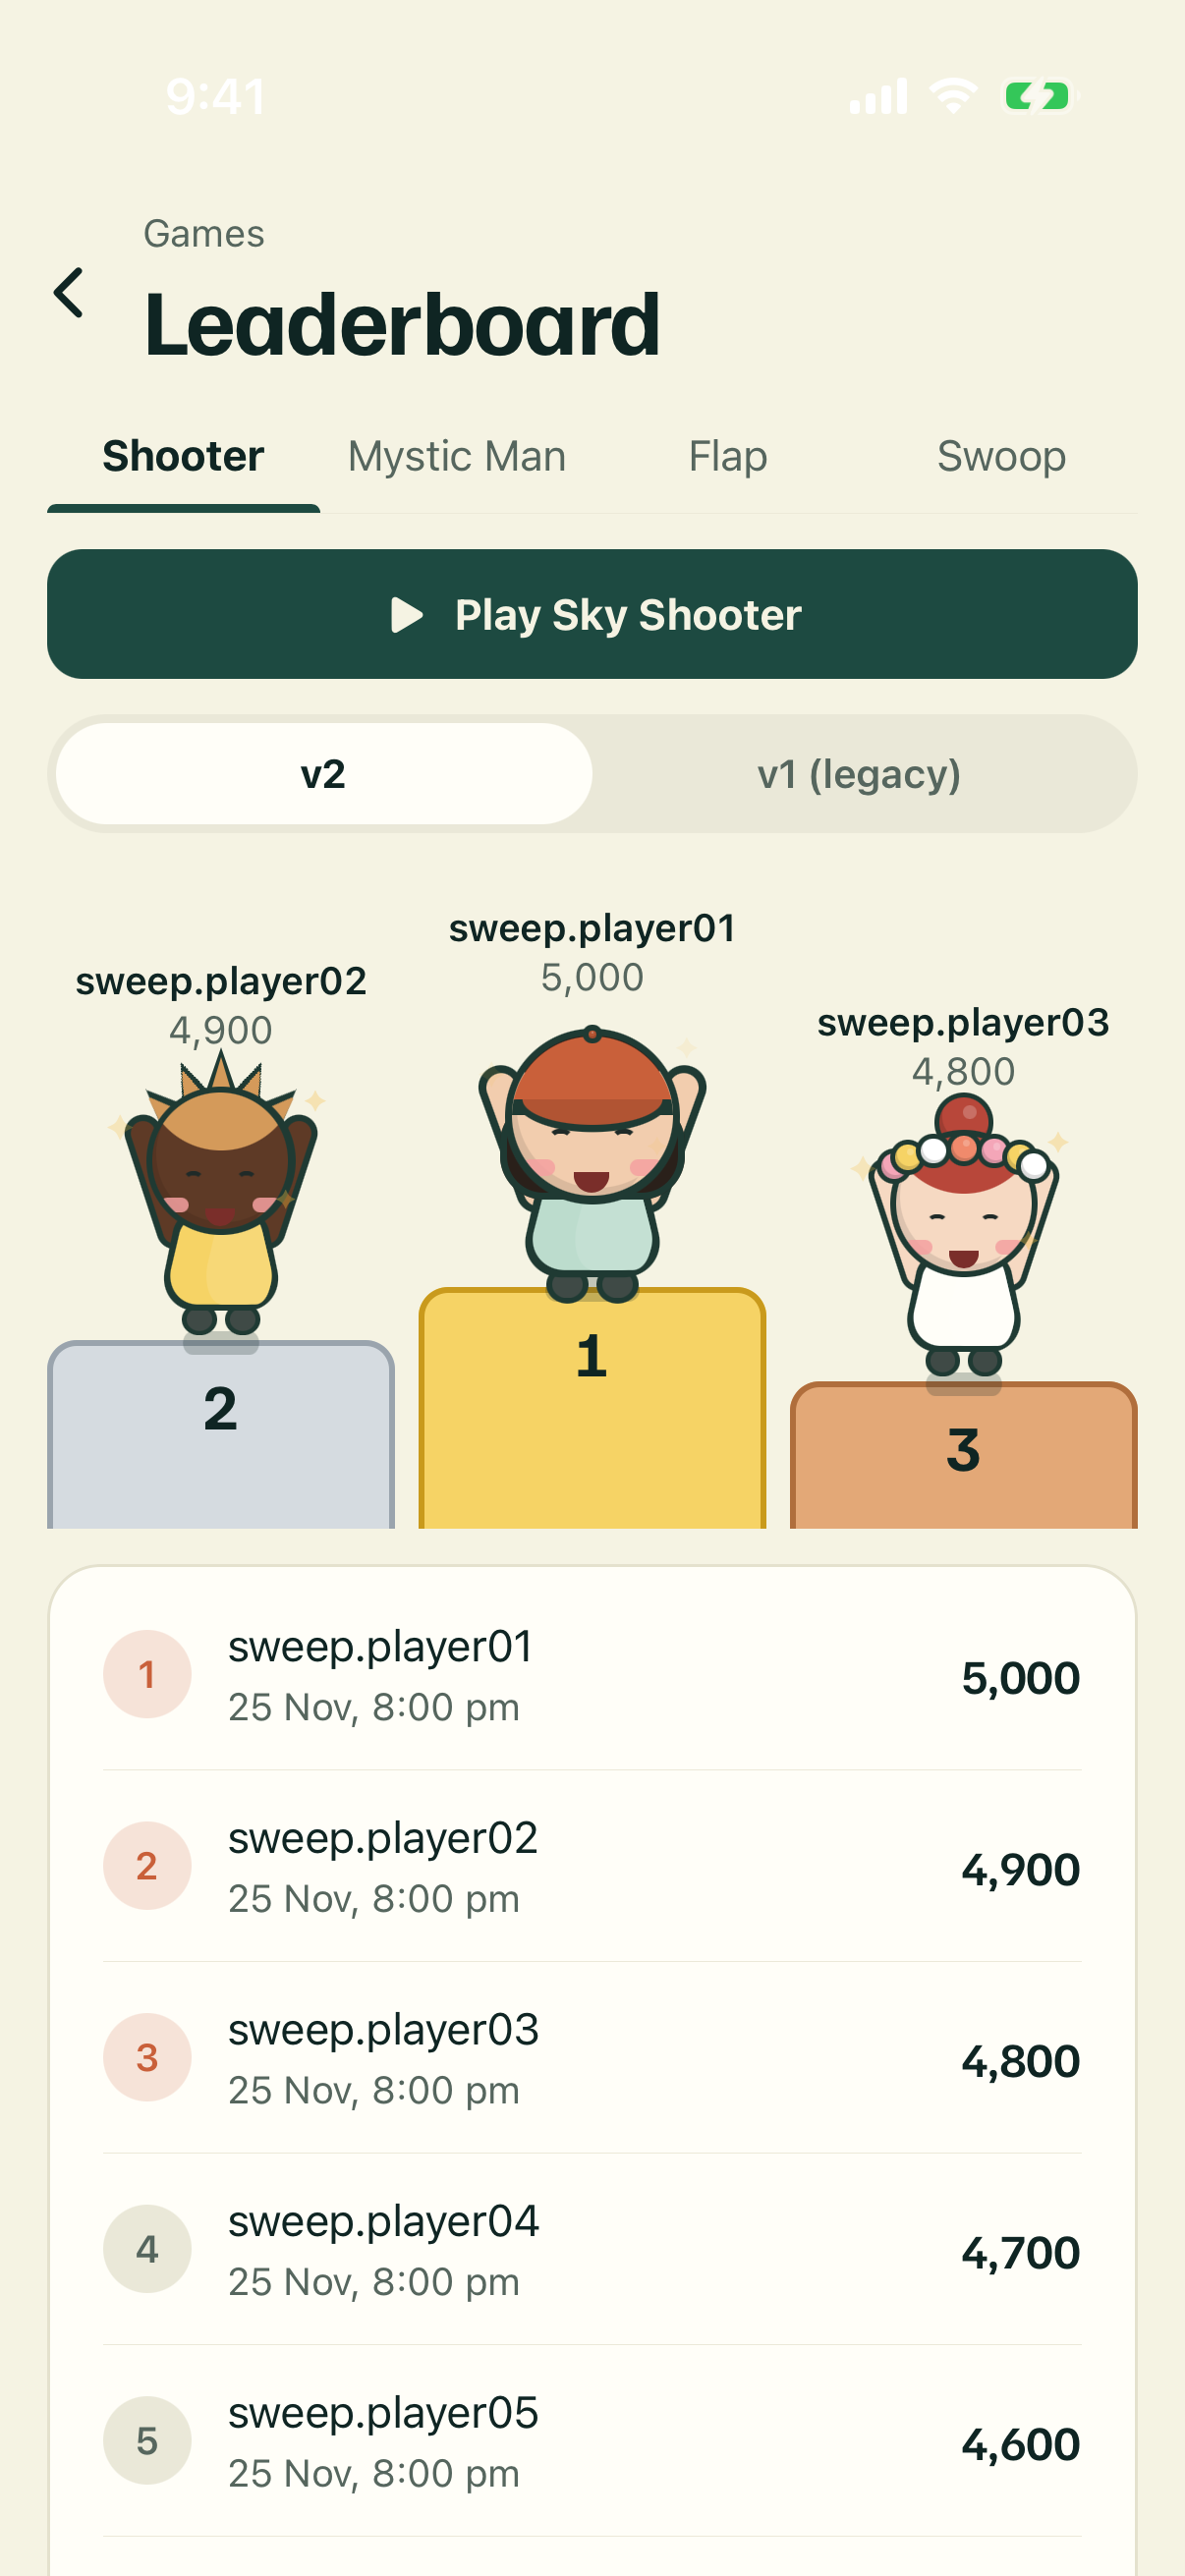 9:41
Games
Leaderboard
Shooter
Mystic Man
Flap
Swoop
Play Sky Shooter
v2
v1 (legacy)
sweep.player01
5,000
sweep.player02
4,900
sweep.player03
4,800
1
2
3
1
sweep.player01
25 Nov, 8:00 pm
5,000
2
sweep.player02
25 Nov, 8:00 pm
4,900
3
sweep.player03
25 Nov, 8:00 pm
4,800
4
sweep.player04
25 Nov, 8:00 pm
4,700
5
sweep.player05
25 Nov, 8:00 pm
4,600